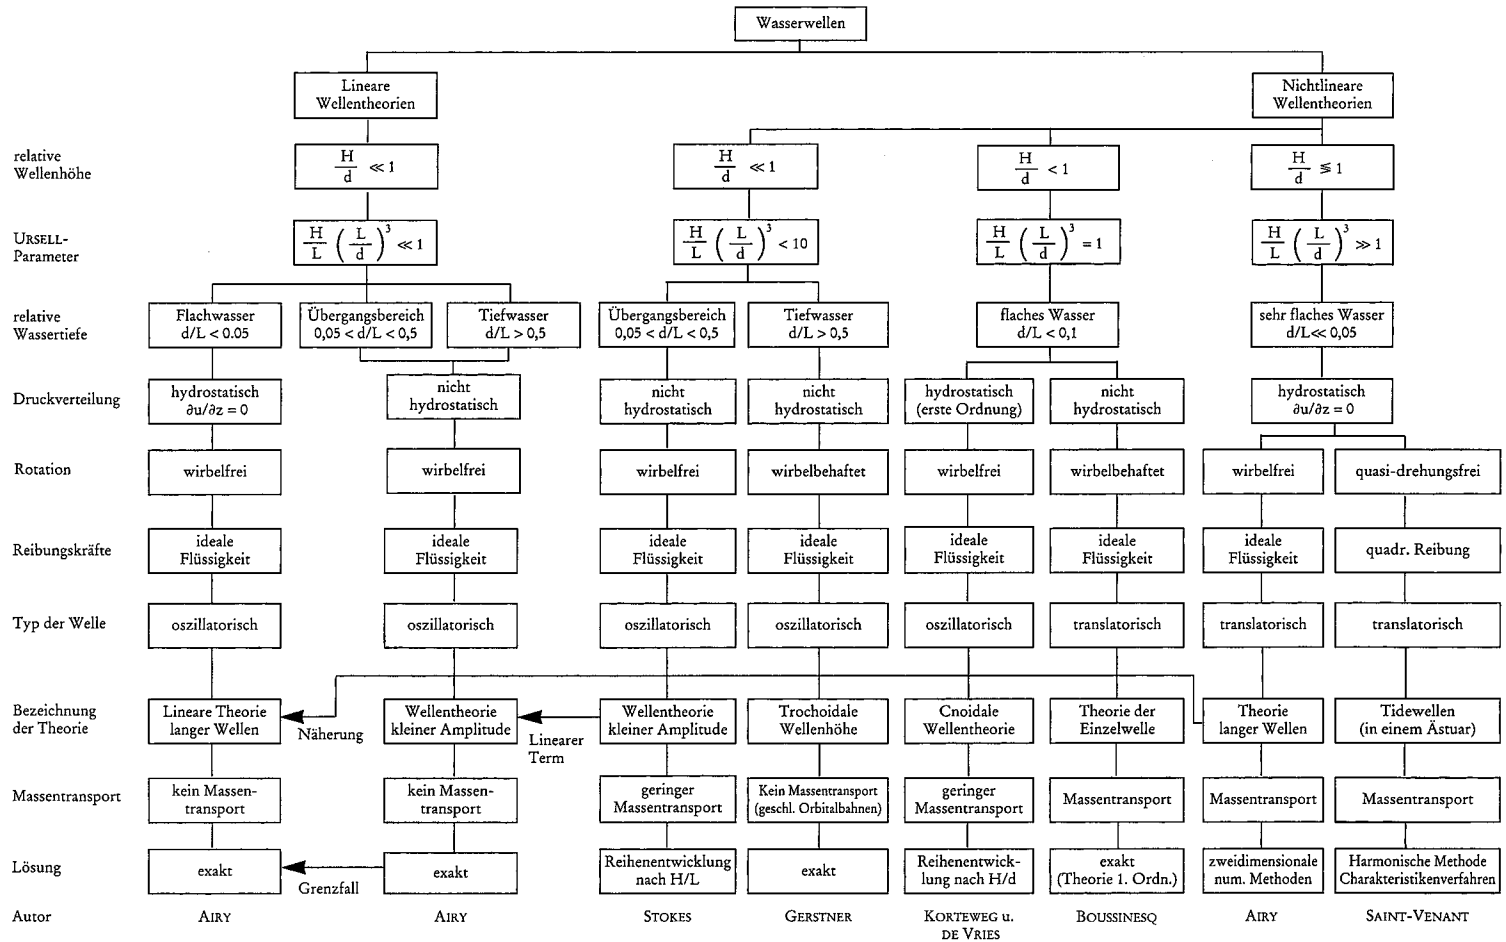 Wasserwellen
Lineare
Wellentheorien
Nichtlineare
Wellentheorien
relative
Wellenhöhe
H/d ≪ 1
H/d ≪ 1
H/d < 1
H/d ≶ 1
URSELL-
Parameter
H/L (L/d)³ ≪ 1
H/L (L/d)³ < 10
H/L (L/d)³ = 1
H/L (L/d)³ ≫ 1
relative
Wassertiefe
Flachwasser
d/L < 0.05
Übergangsbereich
0,05 < d/L < 0,5
Tiefwasser
d/L > 0,5
Übergangsbereich
0,05 < d/L < 0,5
Tiefwasser
d/L > 0,5
flaches Wasser
d/L < 0,1
sehr flaches Wasser
d/L ≪ 0,05
Druckverteilung
hydrostatisch
∂u/∂z = 0
nicht
hydrostatisch
nicht
hydrostatisch
nicht
hydrostatisch
hydrostatisch
(erste Ordnung)
nicht
hydrostatisch
hydrostatisch
∂u/∂z = 0
Rotation
wirbelfrei
wirbelfrei
wirbelfrei
wirbelbehaftet
wirbelfrei
wirbelbehaftet
wirbelfrei
quasi-drehungsfrei
Reibungskräfte
ideale
Flüssigkeit
ideale
Flüssigkeit
ideale
Flüssigkeit
ideale
Flüssigkeit
ideale
Flüssigkeit
ideale
Flüssigkeit
ideale
Flüssigkeit
quadr. Reibung
Typ der Welle
oszillatorisch
oszillatorisch
oszillatorisch
oszillatorisch
oszillatorisch
translatorisch
translatorisch
translatorisch
Bezeichnung
der Theorie
Lineare Theorie
langer Wellen
Näherung
Wellentheorie
kleiner Amplitude
Linearer
Term
Wellentheorie
kleiner Amplitude
Trochoidale
Wellenhöhe
Cnoidale
Wellentheorie
Theorie der
Einzelwelle
Theorie
langer Wellen
Tidewellen
(in einem Ästuar)
Massentransport
kein Massen-
transport
kein Massen-
transport
geringer
Massentransport
Kein Massentransport
(geschl. Orbitalbahnen)
geringer
Massentransport
Massentransport
Massentransport
Massentransport
Lösung
exakt
Grenzfall
exakt
Reihenentwicklung
nach H/L
exakt
Reihenentwick-
lung nach H/d
exakt
(Theorie 1. Ordn.)
zweidimensionale
num. Methoden
Harmonische Methode
Charakteristikenverfahren
Autor
AIRY
AIRY
STOKES
GERSTNER
KORTEWEG u.
DE VRIES
BOUSSINESQ
AIRY
SAINT-VENANT